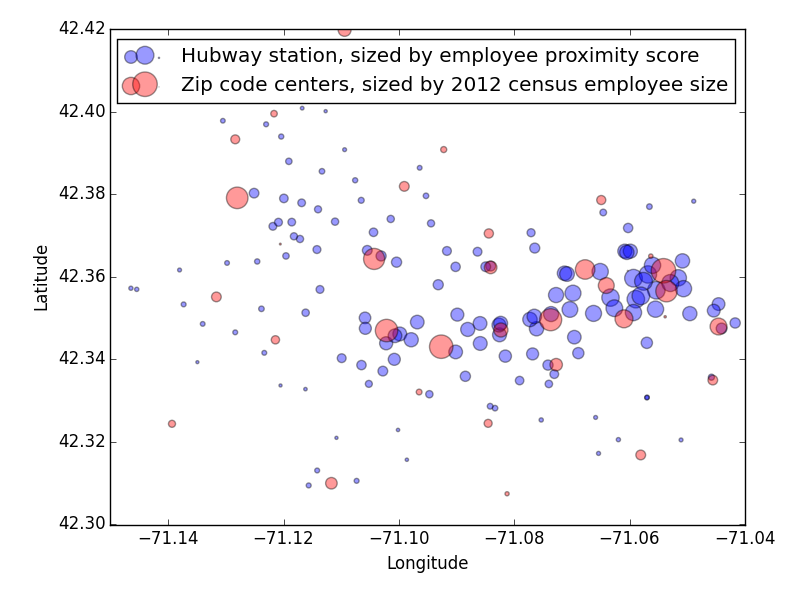 42.42
Hubway station, sized by employee proximity score
Zip code centers, sized by 2012 census employee size
42.40
42.38
42.36
42.34
42.32
42.30
Latitude
−71.14 −71.12 −71.10 −71.08 −71.06 −71.04
Longitude